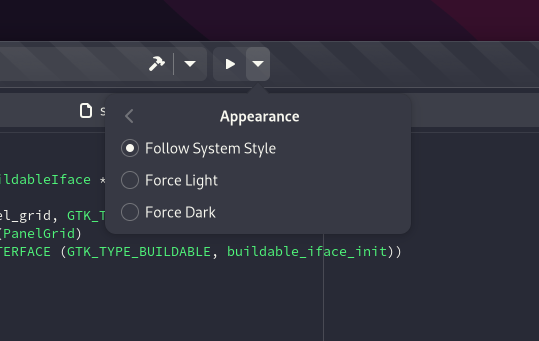 s
Appearance
Follow System Style
Force Light
Force Dark
ildableIface *
el_grid, GTK_T
(PanelGrid)
TERFACE (GTK_TYPE_BUILDABLE, buildable_iface_init))